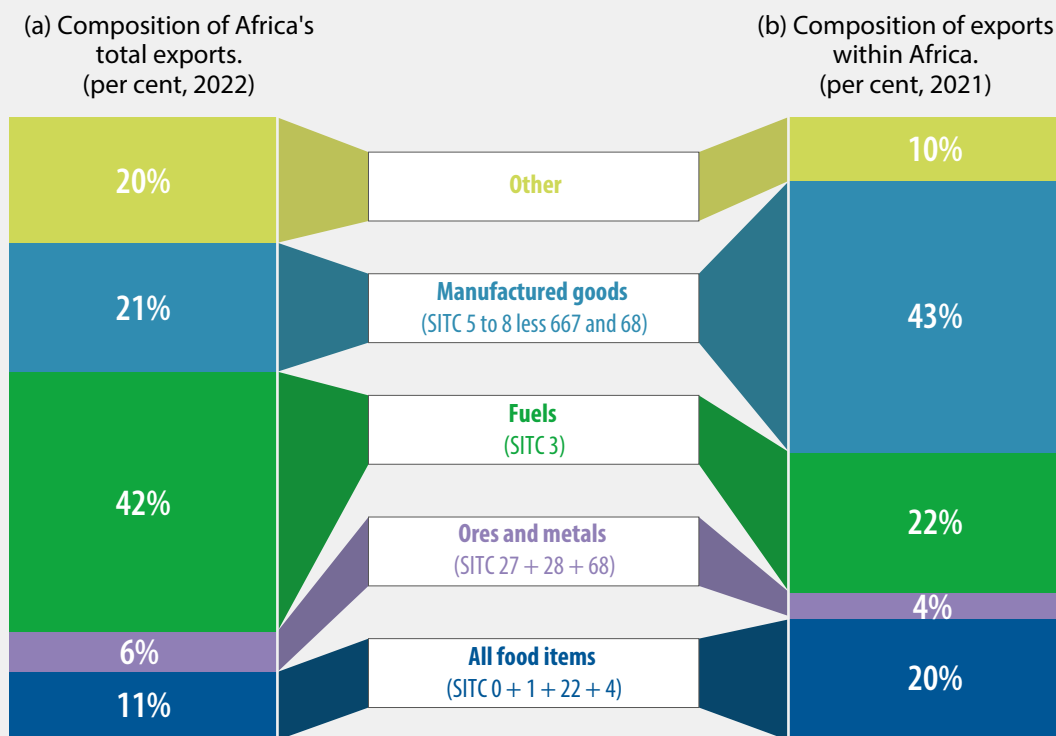 (a) Composition of Africa's
total exports.
(per cent, 2022)
(b) Composition of exports
within Africa.
(per cent, 2021)
20%
21%
42%
6%
11%
Other
Manufactured goods
(SITC 5 to 8 less 667 and 68)
Fuels
(SITC 3)
Ores and metals
(SITC 27 + 28 + 68)
All food items
(SITC 0 + 1 + 22 + 4)
10%
43%
22%
4%
20%